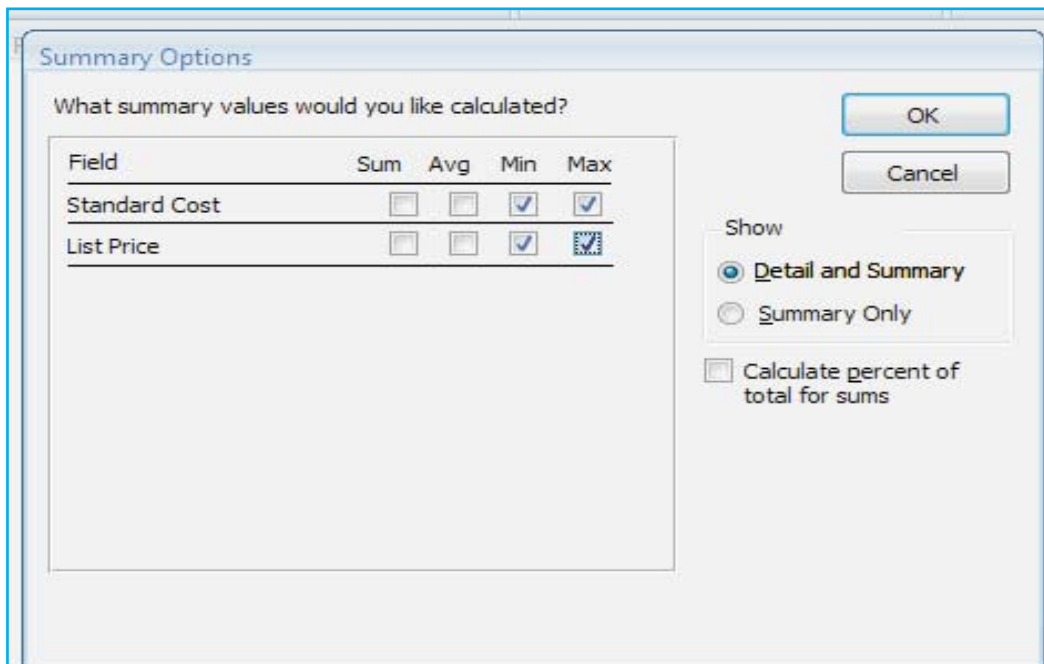 Summary Options
What summary values would you like calculated?
OK
Cancel
Field Sum Avg Min Max
Standard Cost
List Price
Show
Detail and Summary
Summary Only
Calculate percent of
total for sums